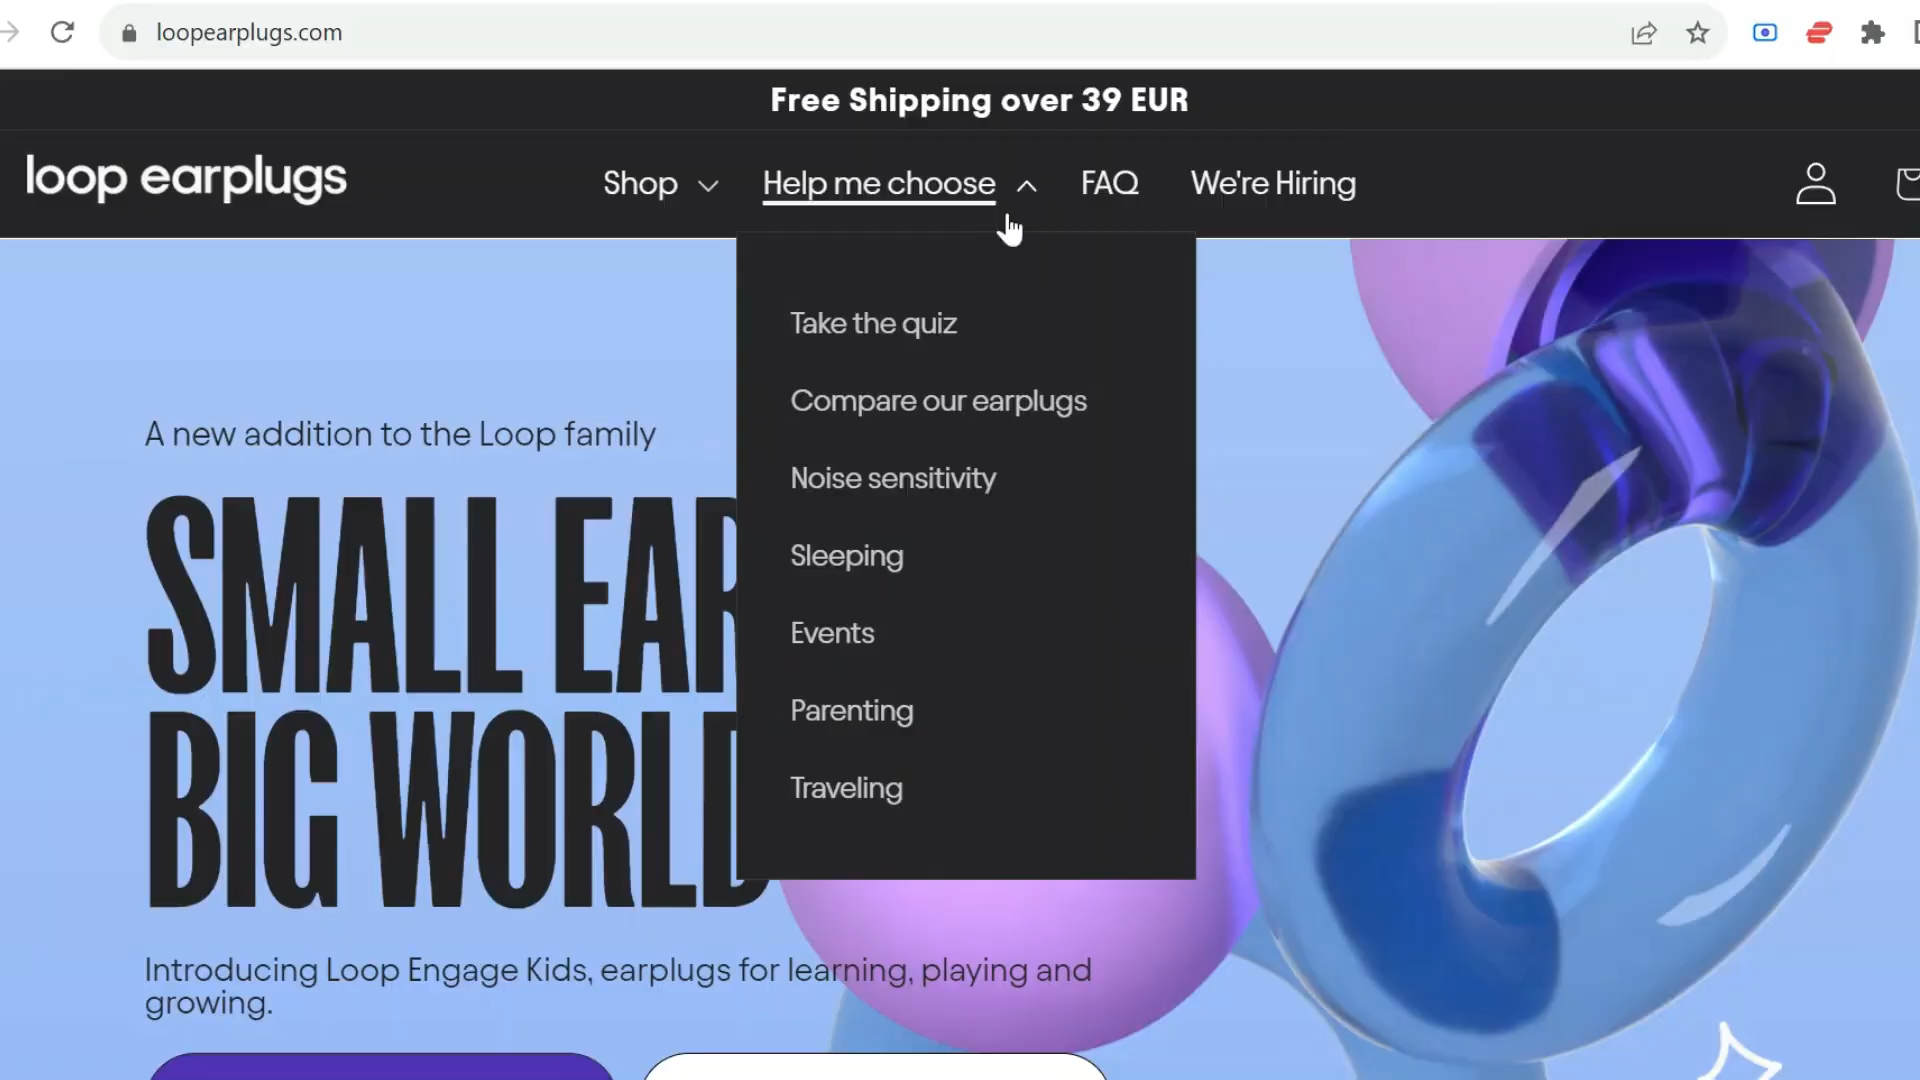 loopearplugs.com
Free Shipping over 39 EUR
loop earplugs
Shop
Help me choose
FAQ
We're Hiring
Take the quiz
Compare our earplugs
Noise sensitivity
Sleeping
Events
Parenting
Traveling
A new addition to the Loop family
SMALL EAR
BIG WORLD
Introducing Loop Engage Kids, earplugs for learning, playing and
growing.